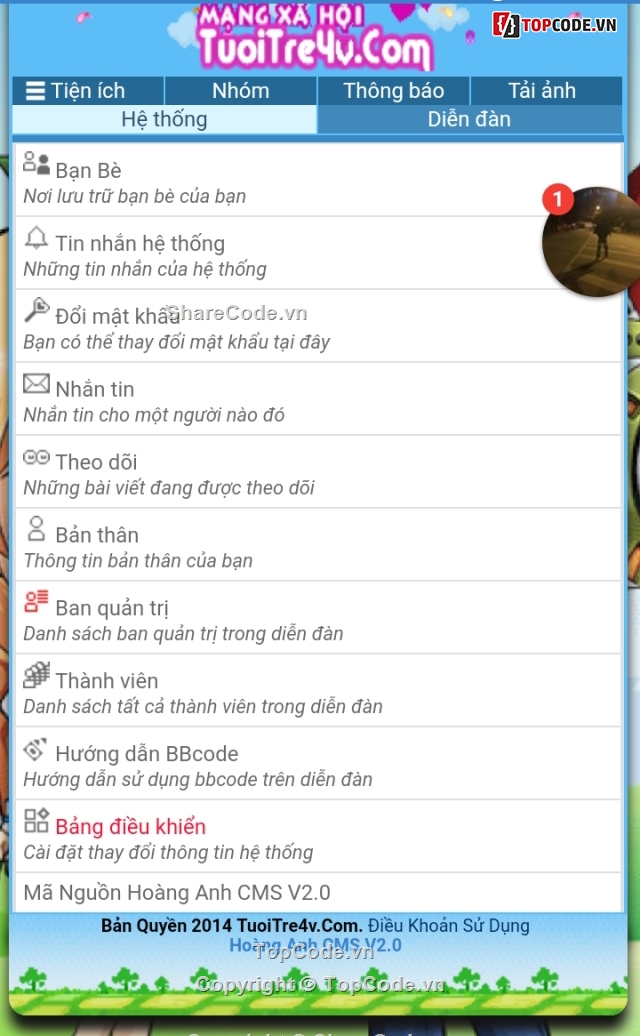 MẠNG XÃ HỘI
TuoiTre4v.Com
TOPCODE.VN
Tiện ích
Nhóm
Thông báo
Tải ảnh
Hệ thống
Diễn đàn
Bạn Bè
Nơi lưu trữ bạn bè của bạn
1
Tin nhắn hệ thống
Những tin nhắn của hệ thống
Đổi mật khẩu
ShareCode.vn
Bạn có thể thay đổi mật khẩu tại đây
Nhắn tin
Nhắn tin cho một người nào đó
Theo dõi
Những bài viết đang được theo dõi
Bản thân
Thông tin bản thân của bạn
Ban quản trị
Danh sách ban quản trị trong diễn đàn
Thành viên
Danh sách tất cả thành viên trong diễn đàn
Hướng dẫn BBcode
Hướng dẫn sử dụng bbcode trên diễn đàn
Bảng điều khiển
Cài đặt thay đổi thông tin hệ thống
Mã Nguồn Hoàng Anh CMS V2.0
Bản Quyền 2014 TuoiTre4v.Com. Điều Khoản Sử Dụng
Hoàng Anh CMS V2.0
TopCode.vn
Copyright © TopCode.vn